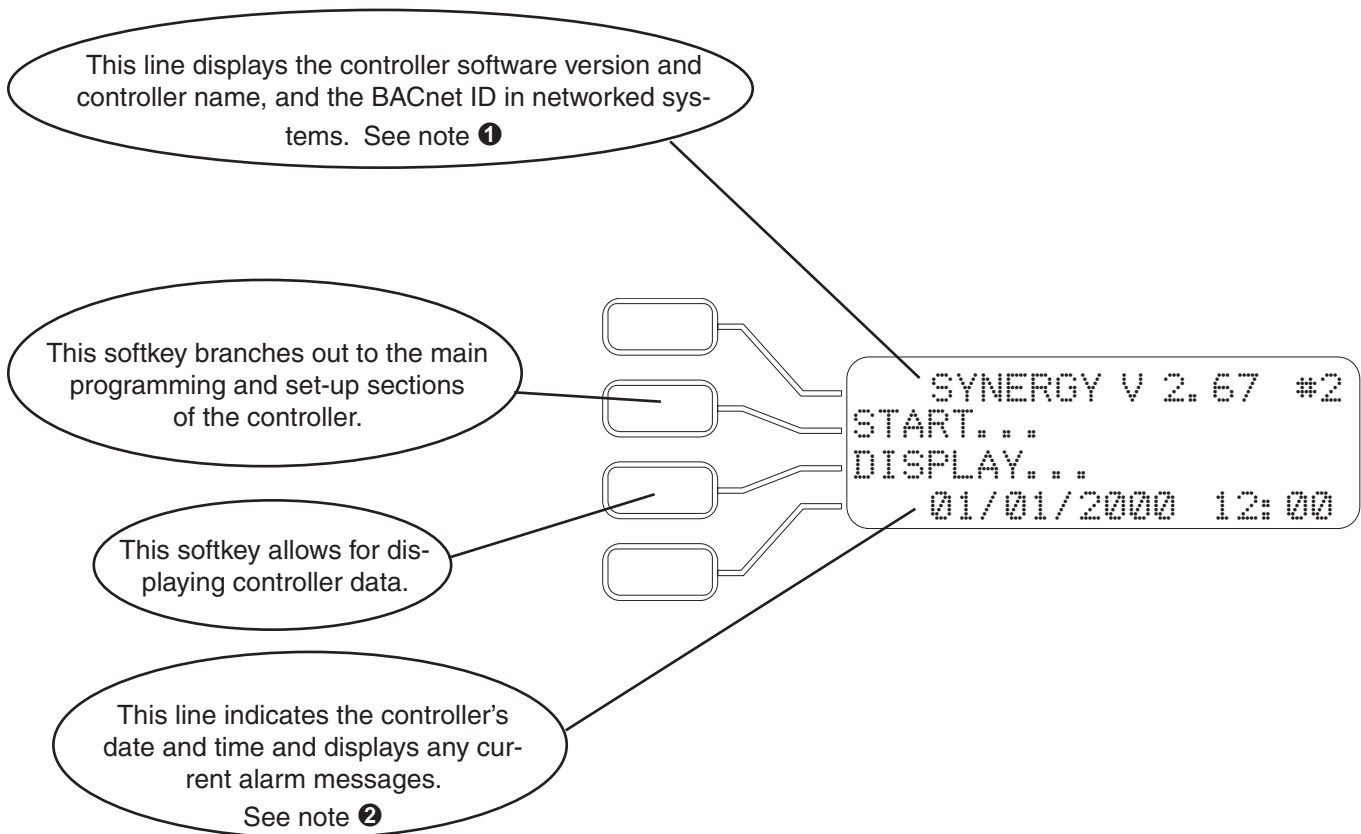 This line displays the controller software version and
controller name, and the BACnet ID in networked sys-
tems. See note ❶
This softkey branches out to the main
programming and set-up sections
of the controller.
This softkey allows for dis-
playing controller data.
This line indicates the controller's
date and time and displays any cur-
rent alarm messages.
See note ❷
SYNERGY V 2.67 #2
START...
DISPLAY...
01/01/2000 12:00